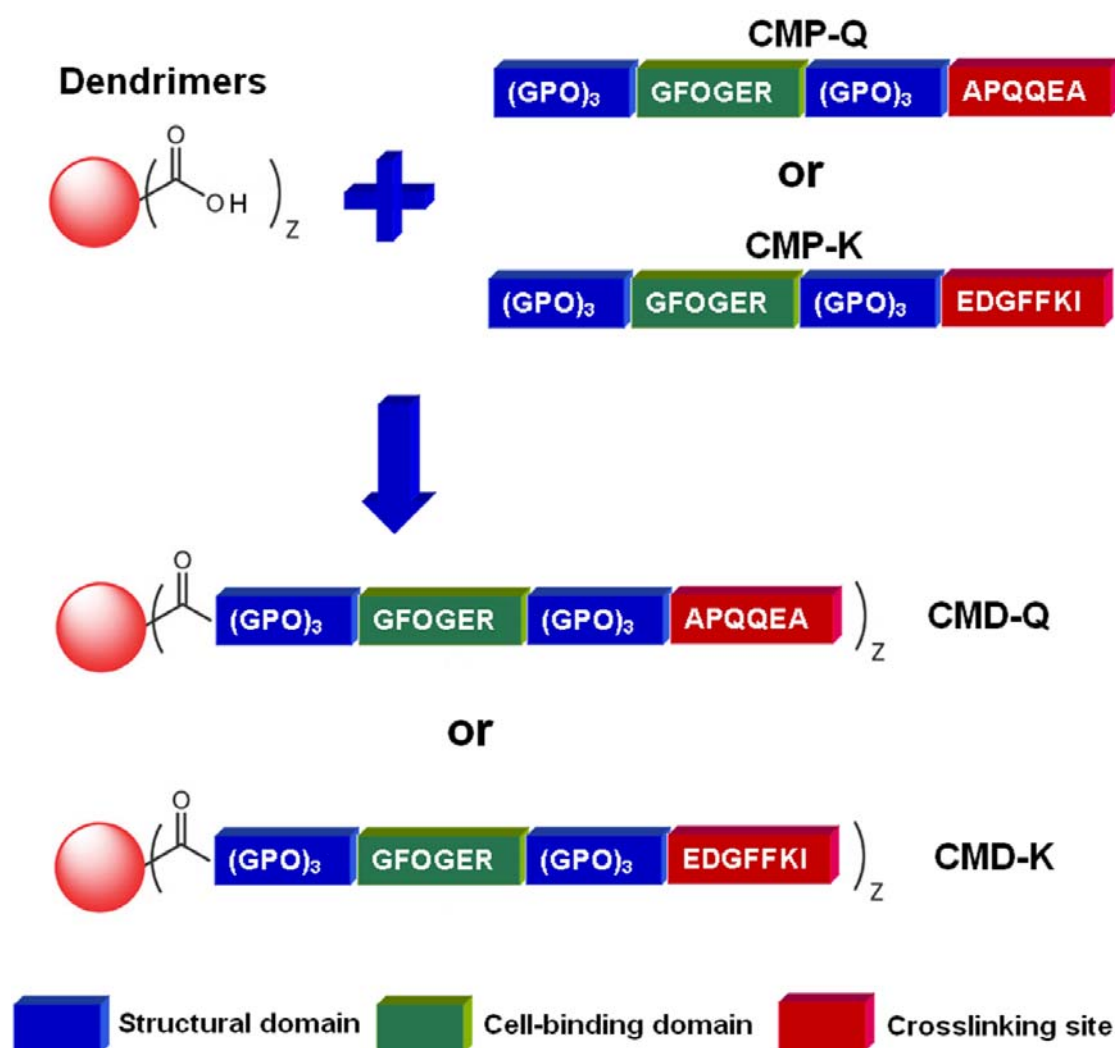 CMP-Q
Dendrimers
(GPO)₃ GFOGER (GPO)₃ APQQEA
O
OH
Z
or
CMP-K
(GPO)₃ GFOGER (GPO)₃ EDGFFKI
O
(GPO)₃ GFOGER (GPO)₃ APQQEA
Z
CMD-Q
or
O
(GPO)₃ GFOGER (GPO)₃ EDGFFKI
Z
CMD-K
Structural domain Cell-binding domain Crosslinking site